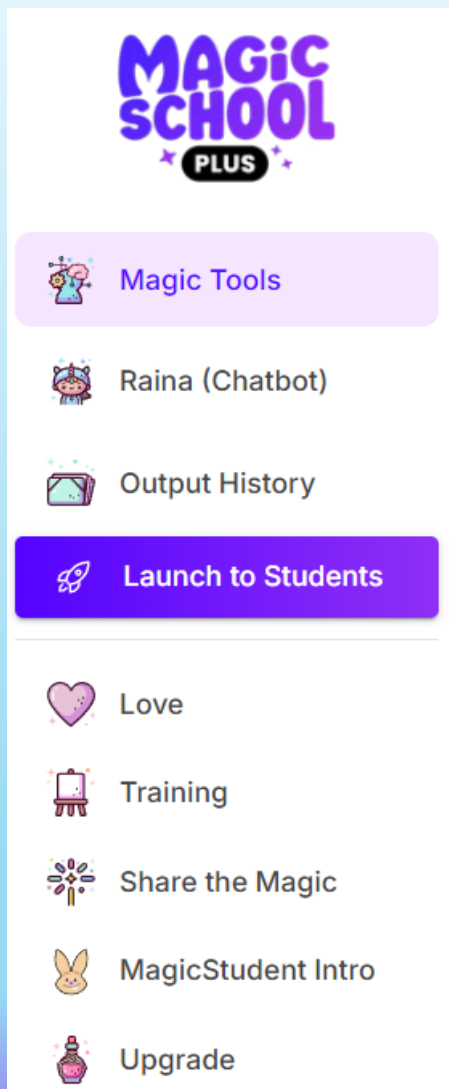 MAGiC
SCHOOL
PLUS
Magic Tools
Raina (Chatbot)
Output History
Launch to Students
Love
Training
Share the Magic
MagicStudent Intro
Upgrade